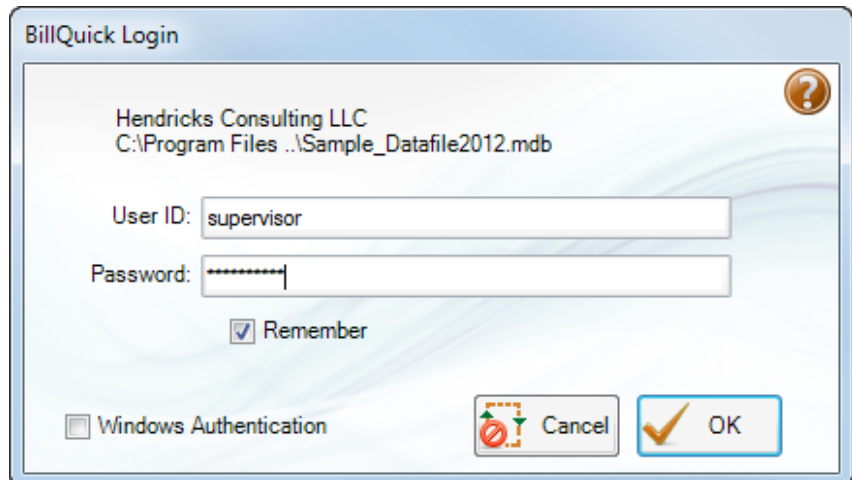 BillQuick Login
Hendricks Consulting LLC
C:\Program Files ..\Sample_Datafile2012.mdb
User ID: supervisor
Password: **********
Remember
Windows Authentication
Cancel
OK